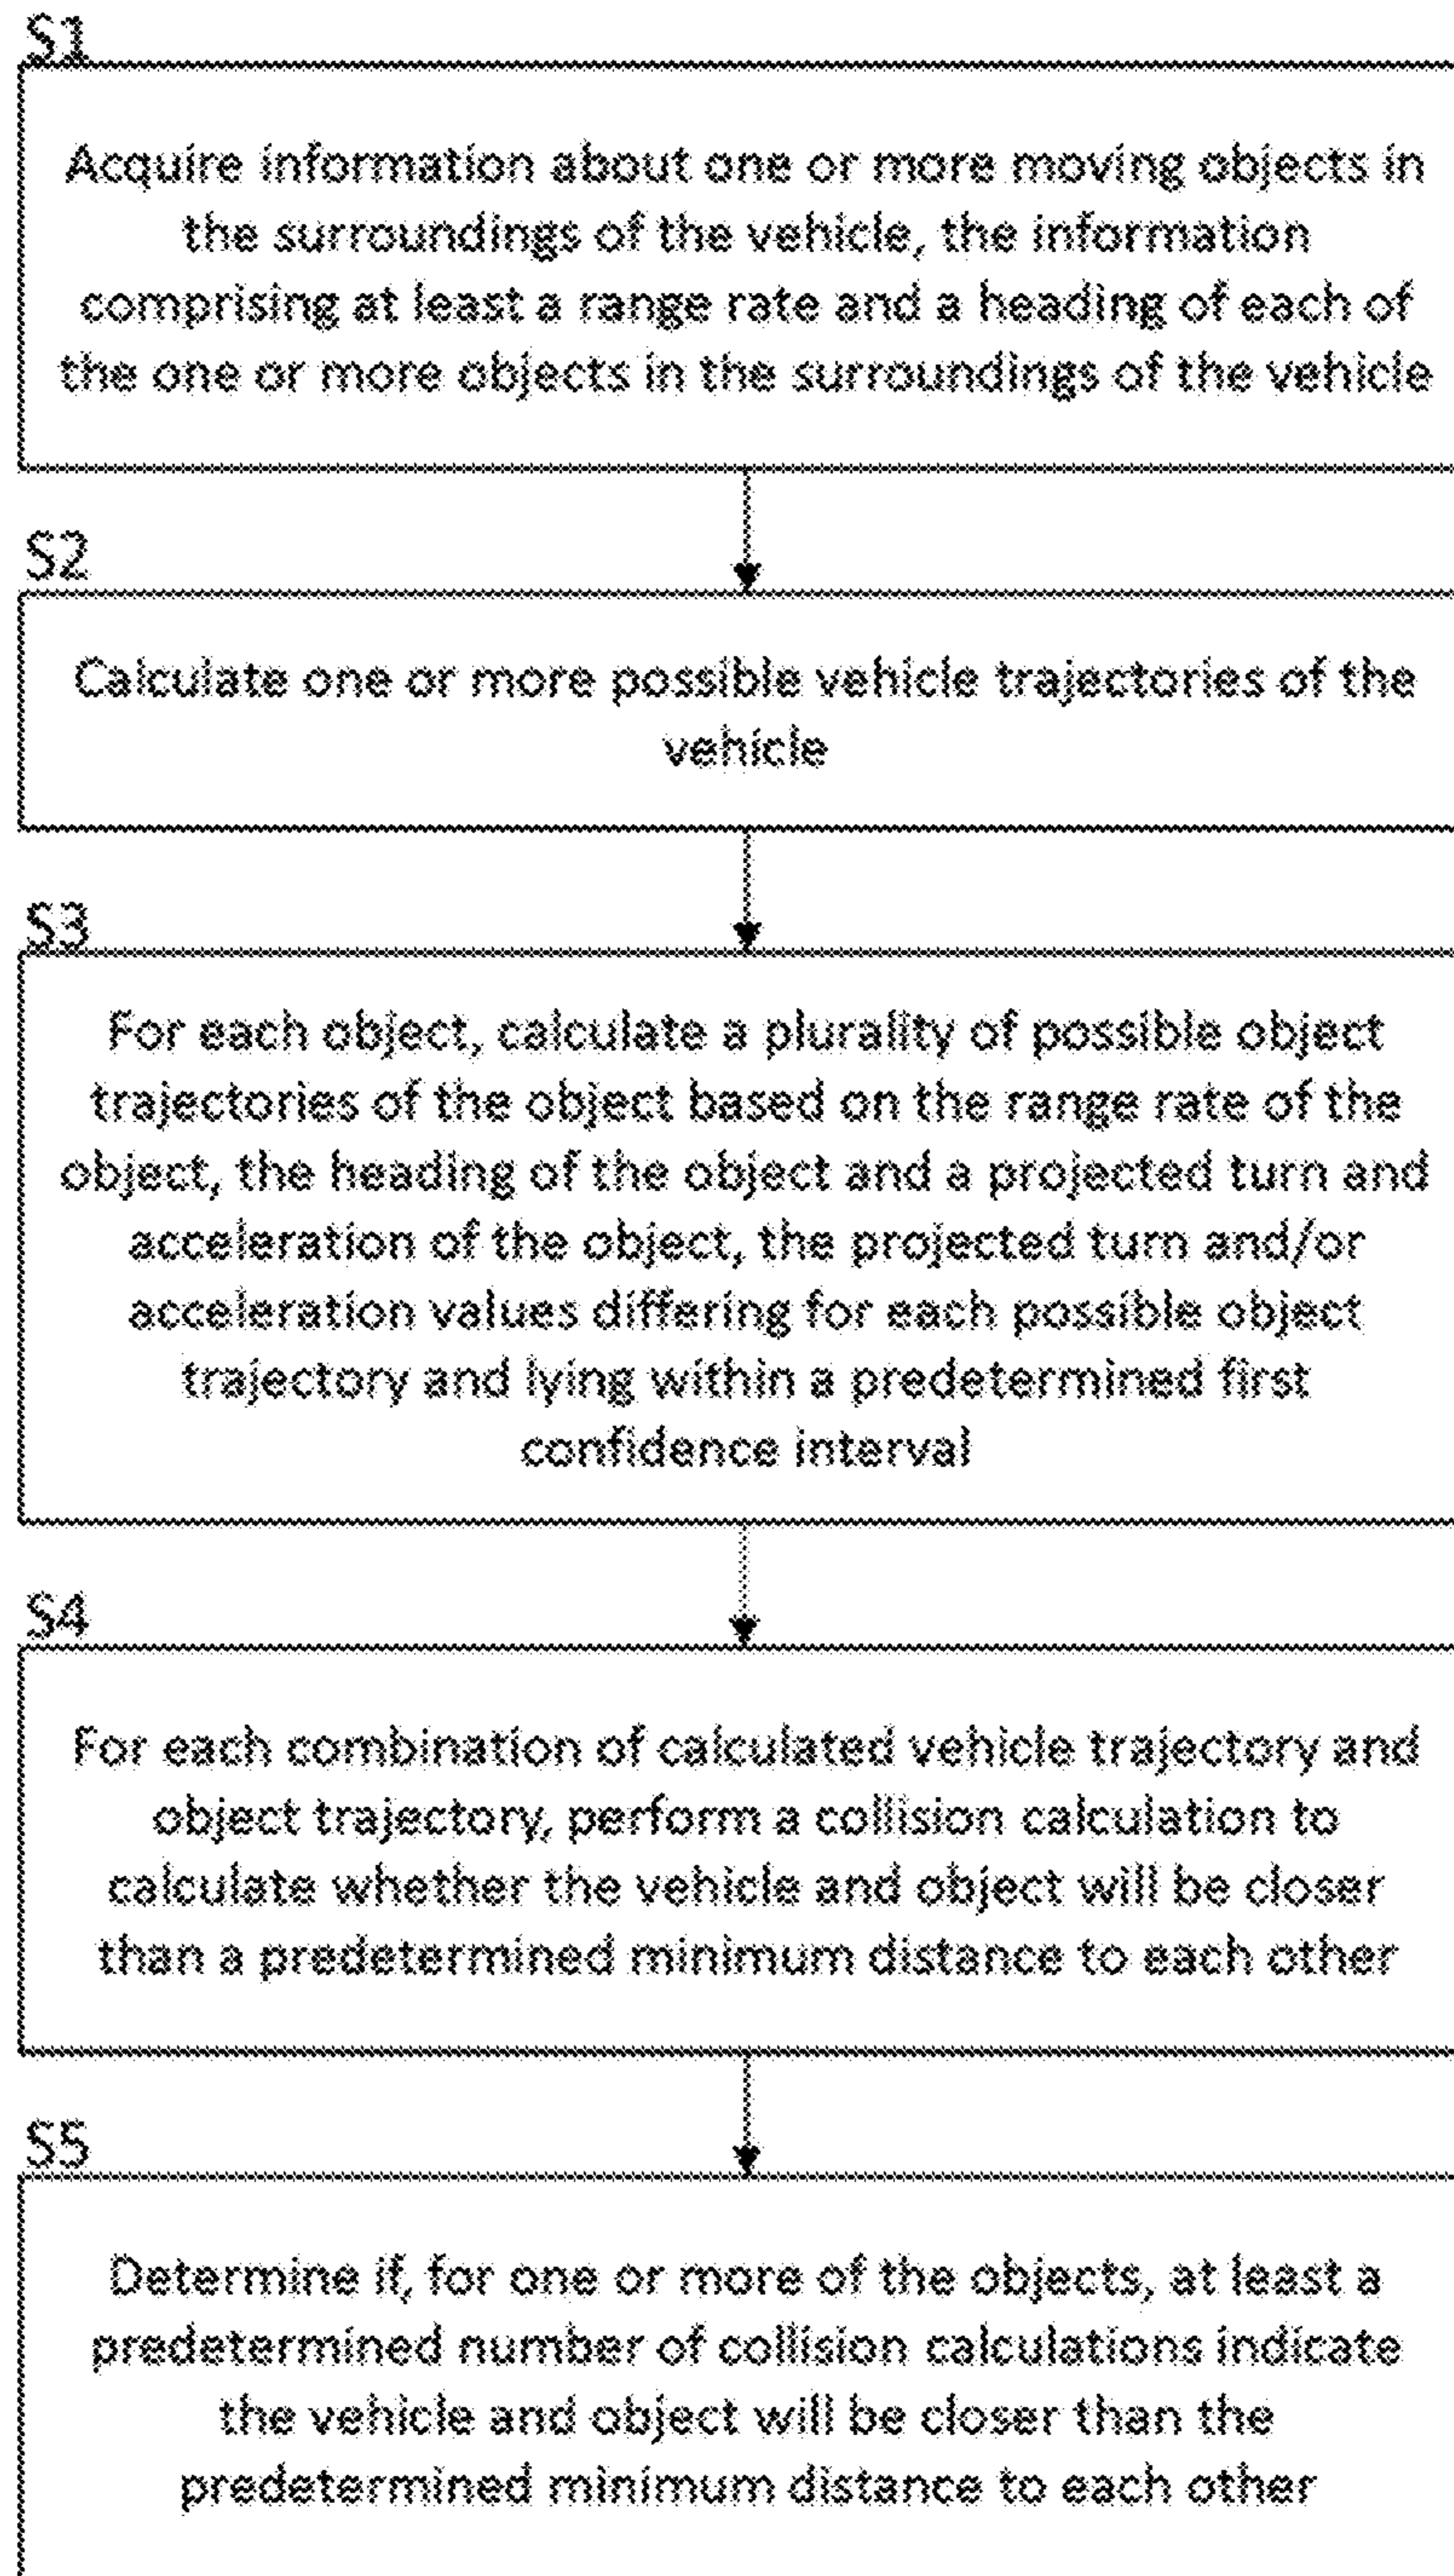 S1
Acquire information about one or more moving objects in
the surroundings of the vehicle, the information
comprising at least a range rate and a heading of each of
the one or more objects in the surroundings of the vehicle
S2
Calculate one or more possible vehicle trajectories of the
vehicle
S3
For each object, calculate a plurality of possible object
trajectories of the object based on the range rate of the
object, the heading of the object and a projected turn and
acceleration of the object, the projected turn and/or
acceleration values differing for each possible object
trajectory and lying within a predetermined first
confidence interval
S4
For each combination of calculated vehicle trajectory and
object trajectory, perform a collision calculation to
calculate whether the vehicle and object will be closer
than a predetermined minimum distance to each other
S5
Determine if, for one or more of the objects, at least a
predetermined number of collision calculations indicate
the vehicle and object will be closer than the
predetermined minimum distance to each other